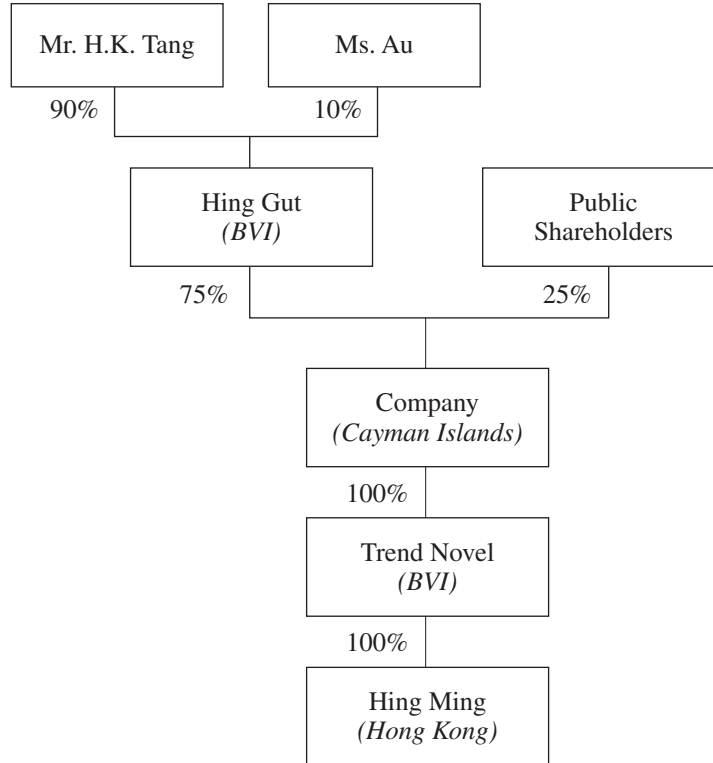 Mr. H.K. Tang
Ms. Au
90%
10%
Hing Gut
(BVI)
Public
Shareholders
75%
25%
Company
(Cayman Islands)
100%
Trend Novel
(BVI)
100%
Hing Ming
(Hong Kong)